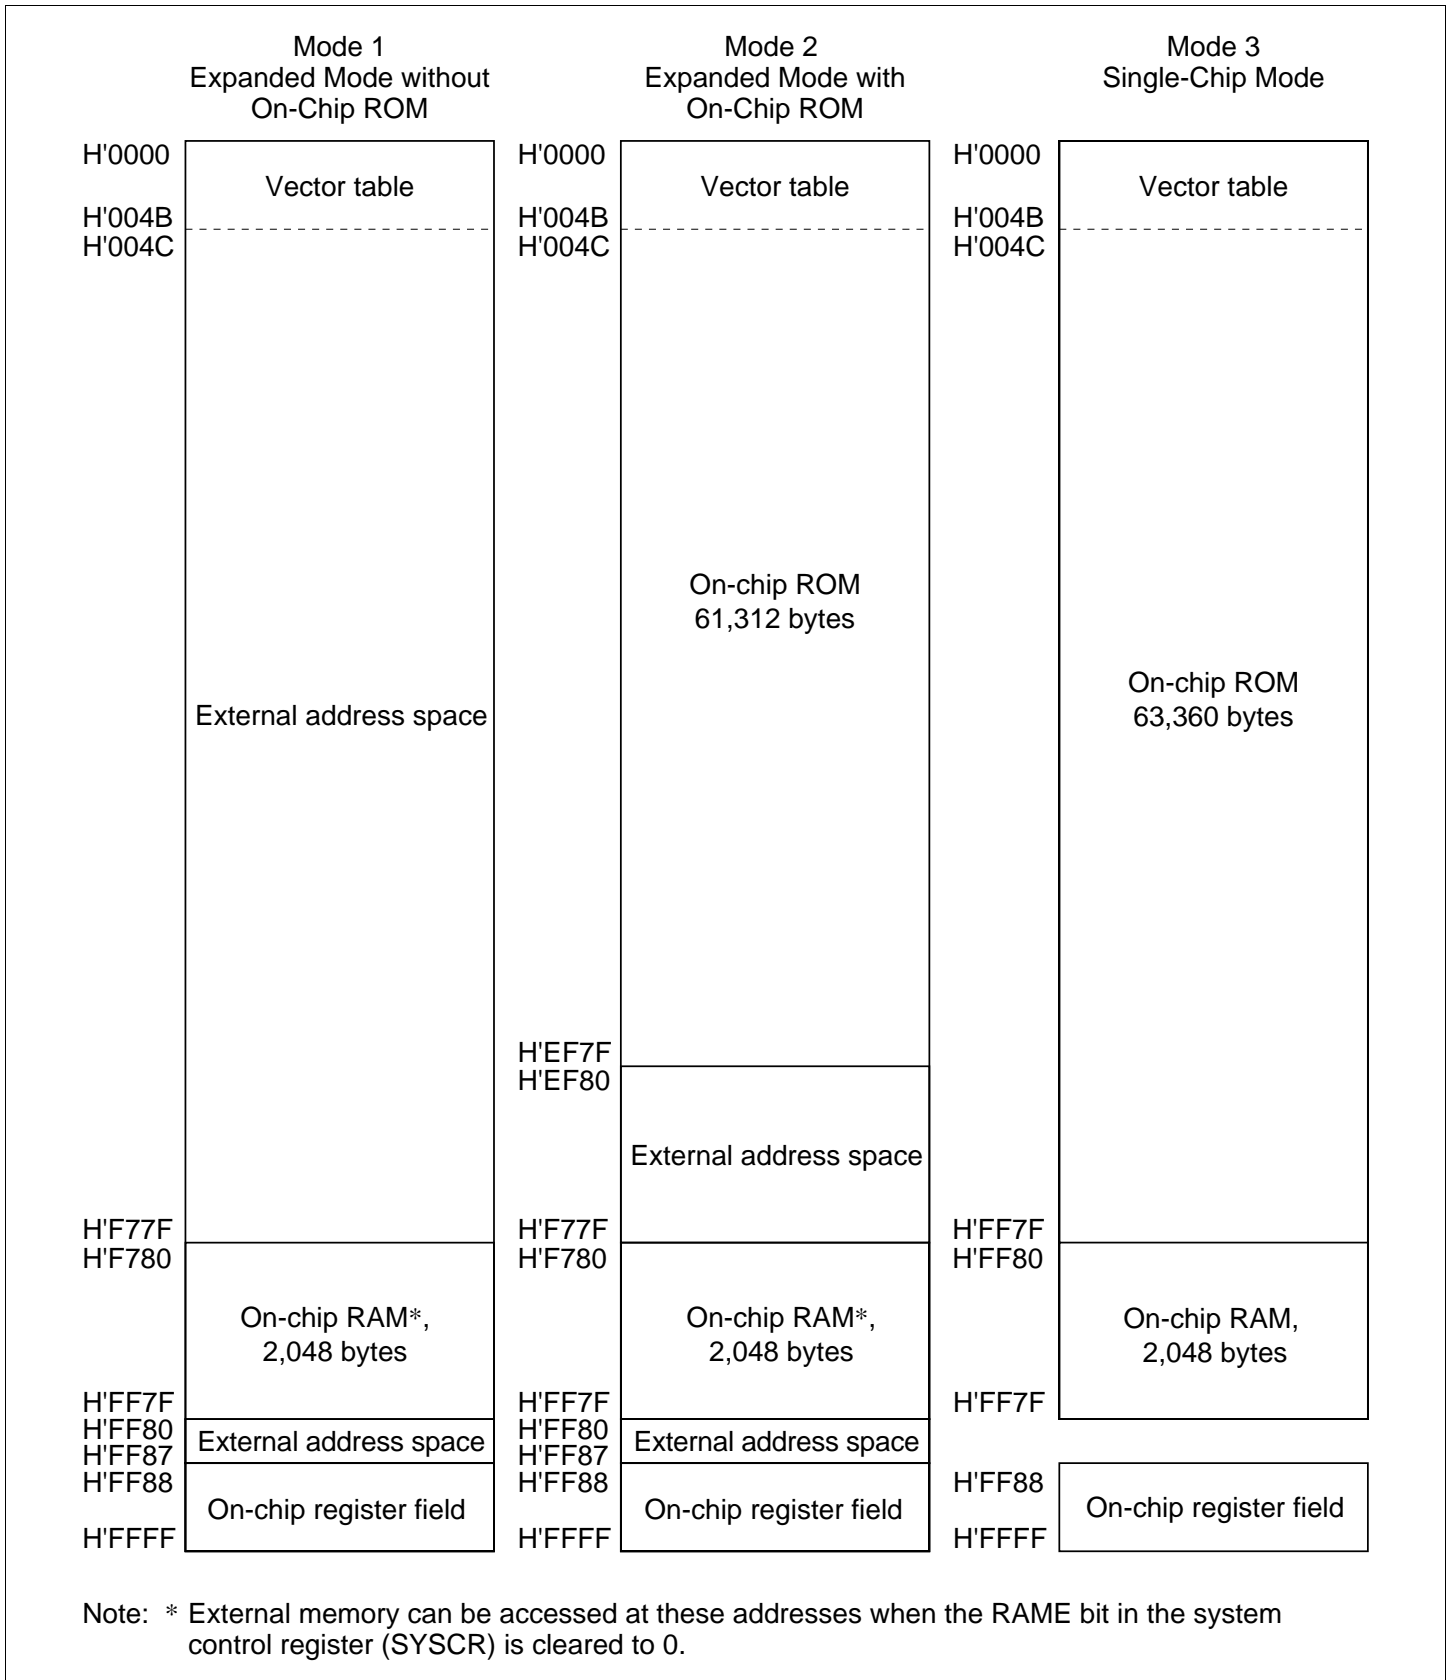 Mode 1
Expanded Mode without
On-Chip ROM
H'0000
Vector table
H'004B
H'004C
External address space
H'F77F
H'F780
On-chip RAM*,
2,048 bytes
H'FF7F
H'FF80
External address space
H'FF87
H'FF88
On-chip register field
H'FFFF
Mode 2
Expanded Mode with
On-Chip ROM
H'0000
Vector table
H'004B
H'004C
On-chip ROM
61,312 bytes
H'EF7F
H'EF80
External address space
H'F77F
H'F780
On-chip RAM*,
2,048 bytes
H'FF7F
H'FF80
External address space
H'FF87
H'FF88
On-chip register field
H'FFFF
Mode 3
Single-Chip Mode
H'0000
Vector table
H'004B
H'004C
On-chip ROM
63,360 bytes
H'FF7F
H'FF80
On-chip RAM,
2,048 bytes
H'FF7F
H'FF88
On-chip register field
H'FFFF
Note: * External memory can be accessed at these addresses when the RAME bit in the system
control register (SYSCR) is cleared to 0.